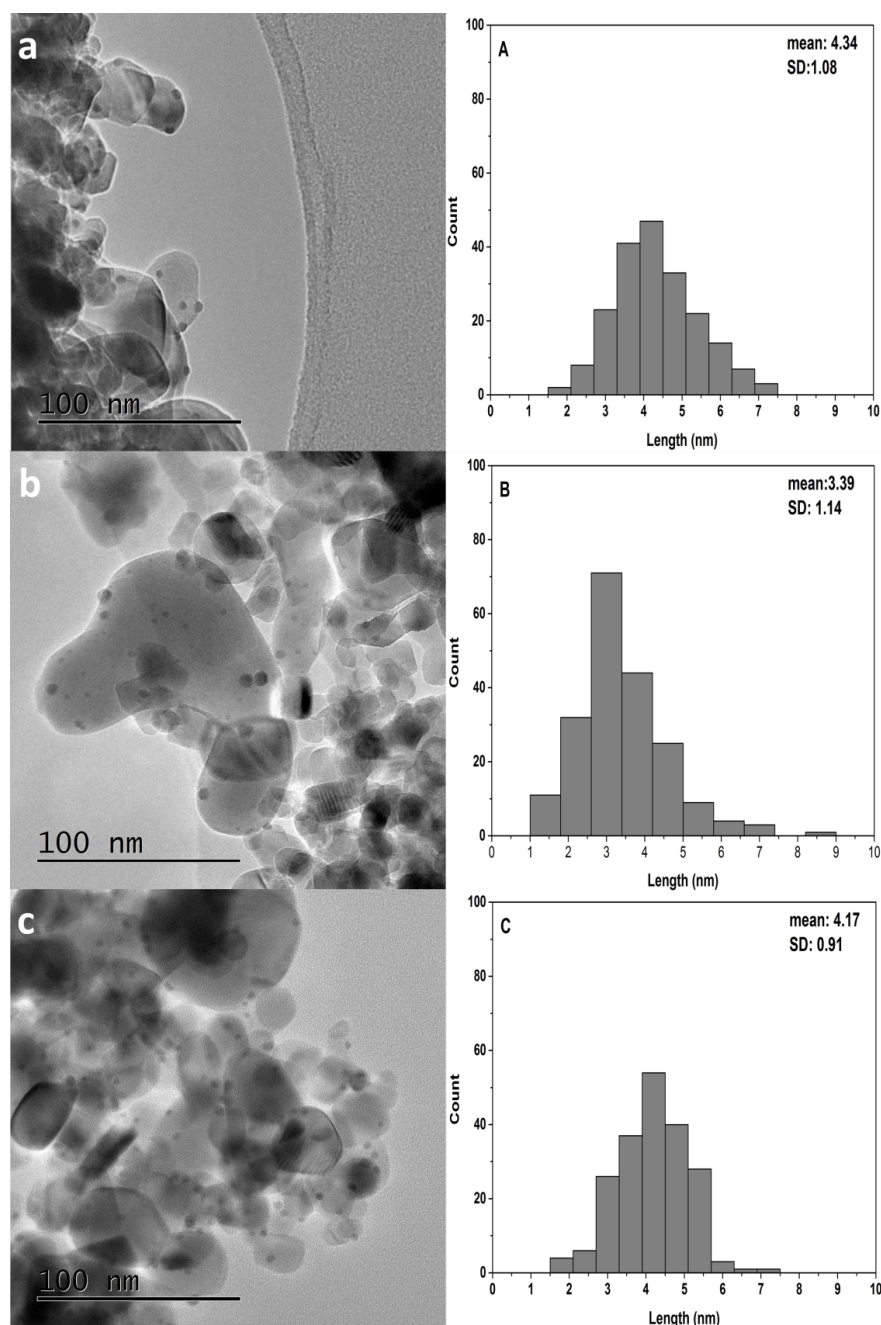 a
100 nm
A
mean: 4.34
SD:1.08
100
80
60
40
20
0
Count
0 1 2 3 4 5 6 7 8 9 10
Length (nm)
b
100 nm
B
mean:3.39
SD: 1.14
100
80
60
40
20
0
Count
0 1 2 3 4 5 6 7 8 9 10
Length (nm)
c
100 nm
C
mean: 4.17
SD: 0.91
100
80
60
40
20
0
Count
0 1 2 3 4 5 6 7 8 9 10
Length (nm)